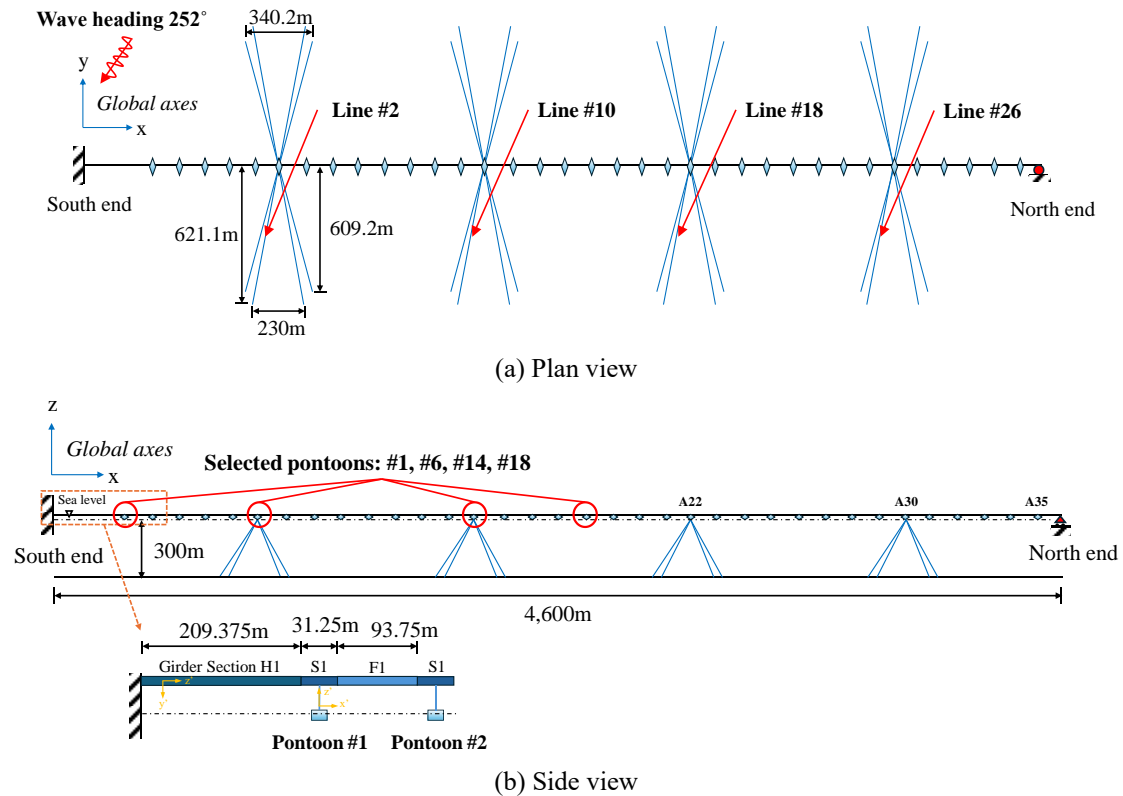 Wave heading 252°
340.2m
y
Global axes
x
Line #2
Line #10
Line #18
Line #26
South end
North end
621.1m
609.2m
230m
(a) Plan view
z
Global axes
x
Selected pontoons: #1, #6, #14, #18
Sea level
A22
A30
A35
South end
300m
North end
4,600m
209.375m
31.25m
93.75m
Girder Section H1
S1
F1
S1
z'
y'
z'
x'
Pontoon #1
Pontoon #2
(b) Side view